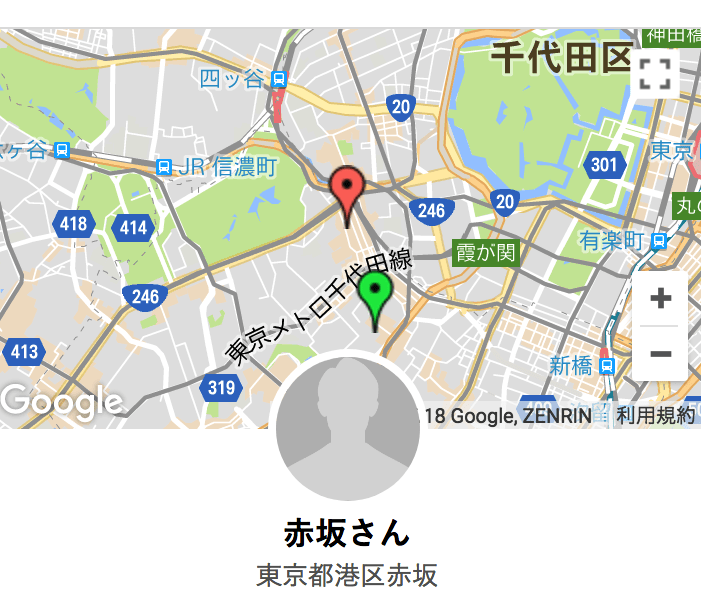 神田橋
千代田区
四ッ谷
20
ヶ谷
JR 信濃町
301
東京
丸の
418
414
246
20
有楽町
霞が関
246
東京メトロ千代田線
413
319
新橋
Google
18 Google, ZENRIN
利用規約
赤坂さん
東京都港区赤坂